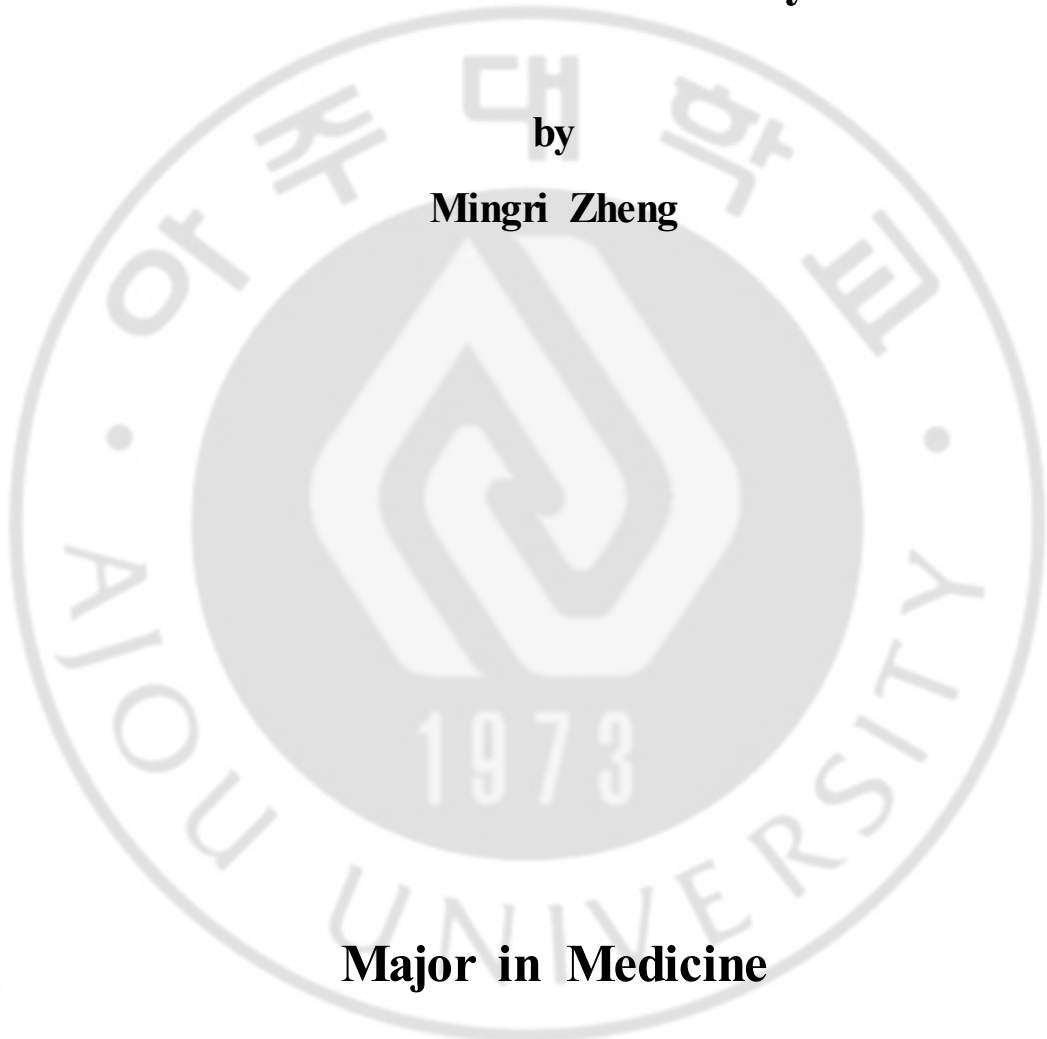 by
Mingri Zheng
아주대학교
1973
AJOU UNIVERSITY
Major in Medicine